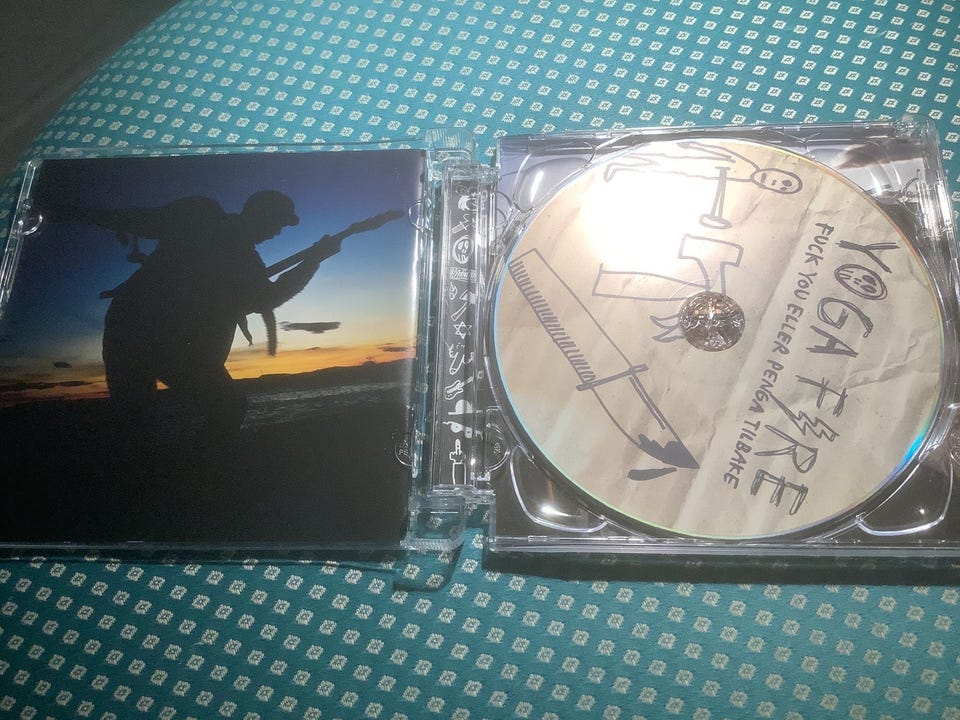 YOGA FIRE
FUCK YOU ELLER PENGA TILBAKE